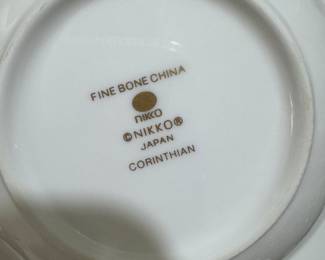 FINE BONE CHINA
nikko
©NIKKO®
JAPAN
CORINTHIAN